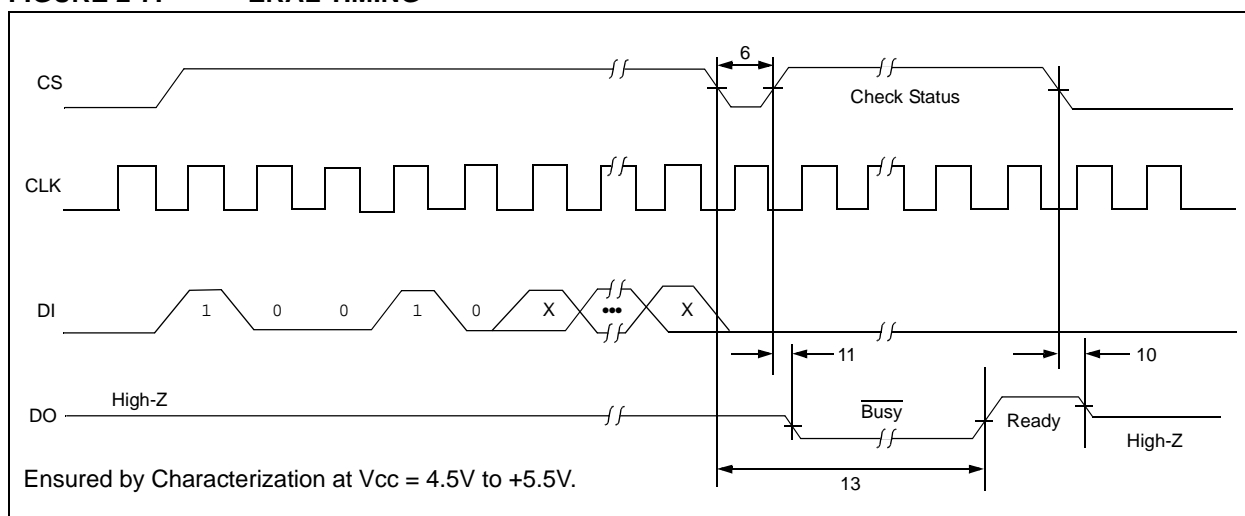 6
CS
Check Status
CLK
DI
1 0 0 1 0 X ••• X
11
10
High-Z
DO
Busy
Ready
High-Z
13
Ensured by Characterization at Vcc = 4.5V to +5.5V.